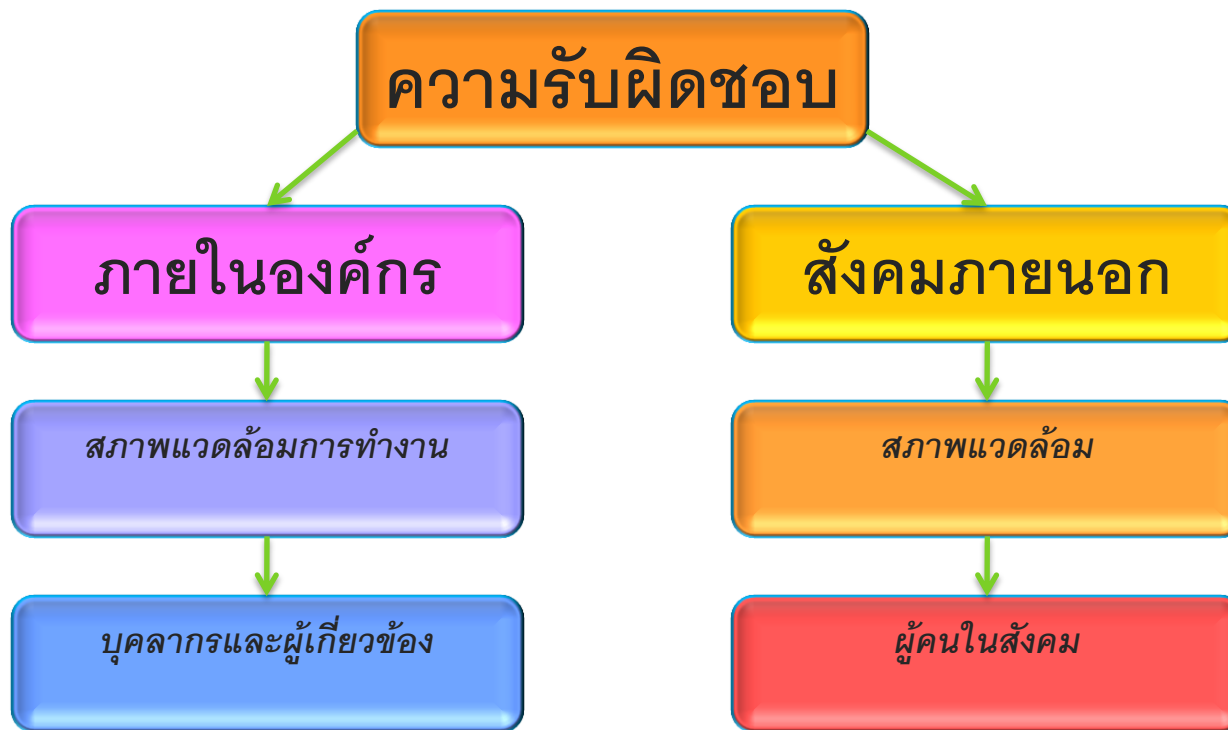 ความรับผิดชอบ
ภายในองค์กร
สังคมภายนอก
สภาพแวดล้อมการทำงาน
สภาพแวดล้อม
บุคลากรและผู้เกี่ยวข้อง
ผู้คนในสังคม